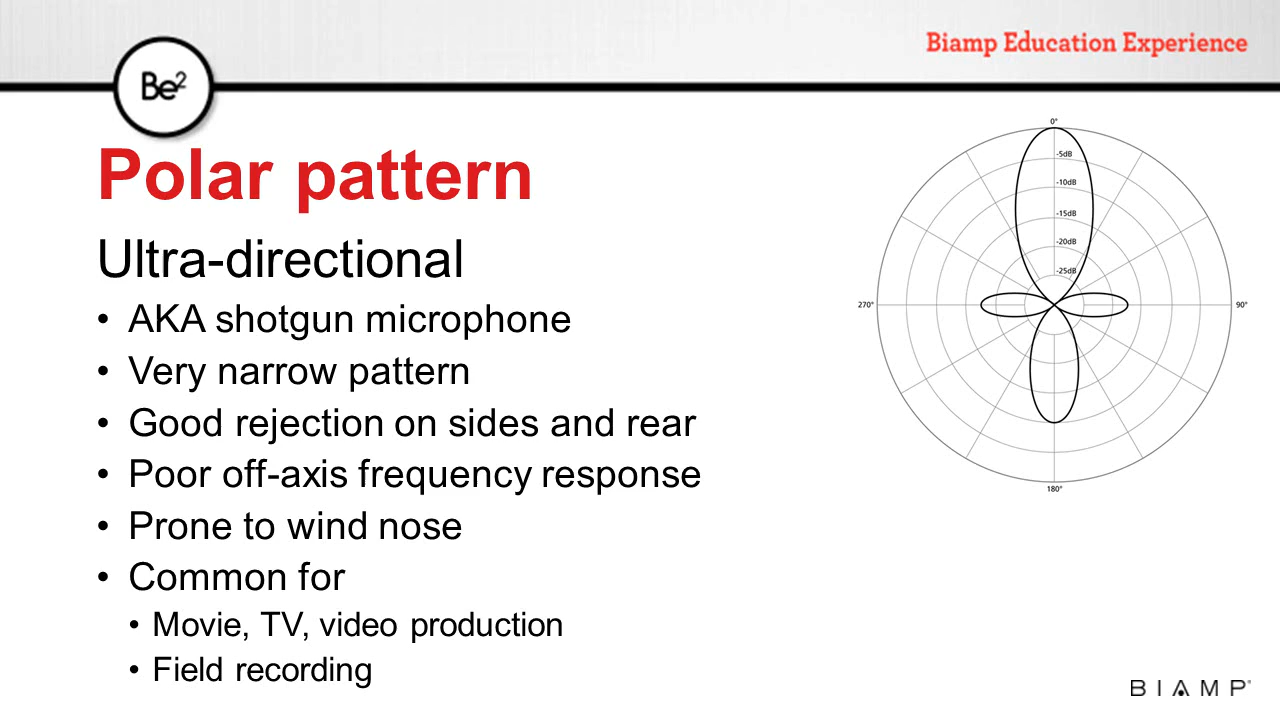 Biamp Education Experience
Be²
Polar pattern
Ultra-directional
• AKA shotgun microphone
• Very narrow pattern
• Good rejection on sides and rear
• Poor off-axis frequency response
• Prone to wind nose
• Common for
• Movie, TV, video production
• Field recording
0°
-5dB
-10dB
-15dB
-20dB
-25dB
270°
90°
180°
BIAMP®